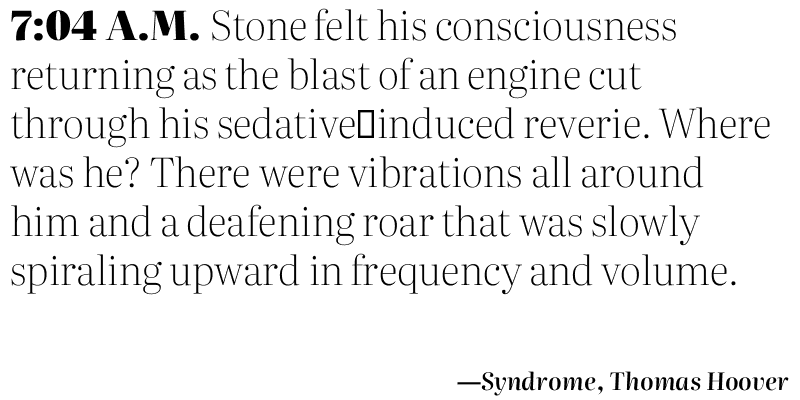 7:04 A.M. Stone felt his consciousness
returning as the blast of an engine cut
through his sedative▯induced reverie. Where
was he? There were vibrations all around
him and a deafening roar that was slowly
spiraling upward in frequency and volume.
—Syndrome, Thomas Hoover